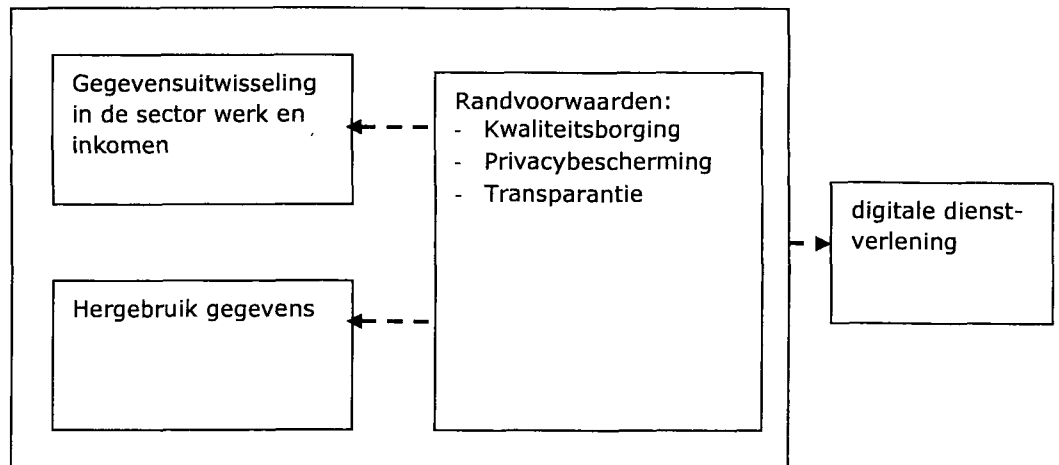 Gegevensuitwisseling
in de sector werk en
inkomen
Randvoorwaarden:
- Kwaliteitsborging
- Privacybescherming
- Transparantie
digitale dienst-
verlening
Hergebruik gegevens